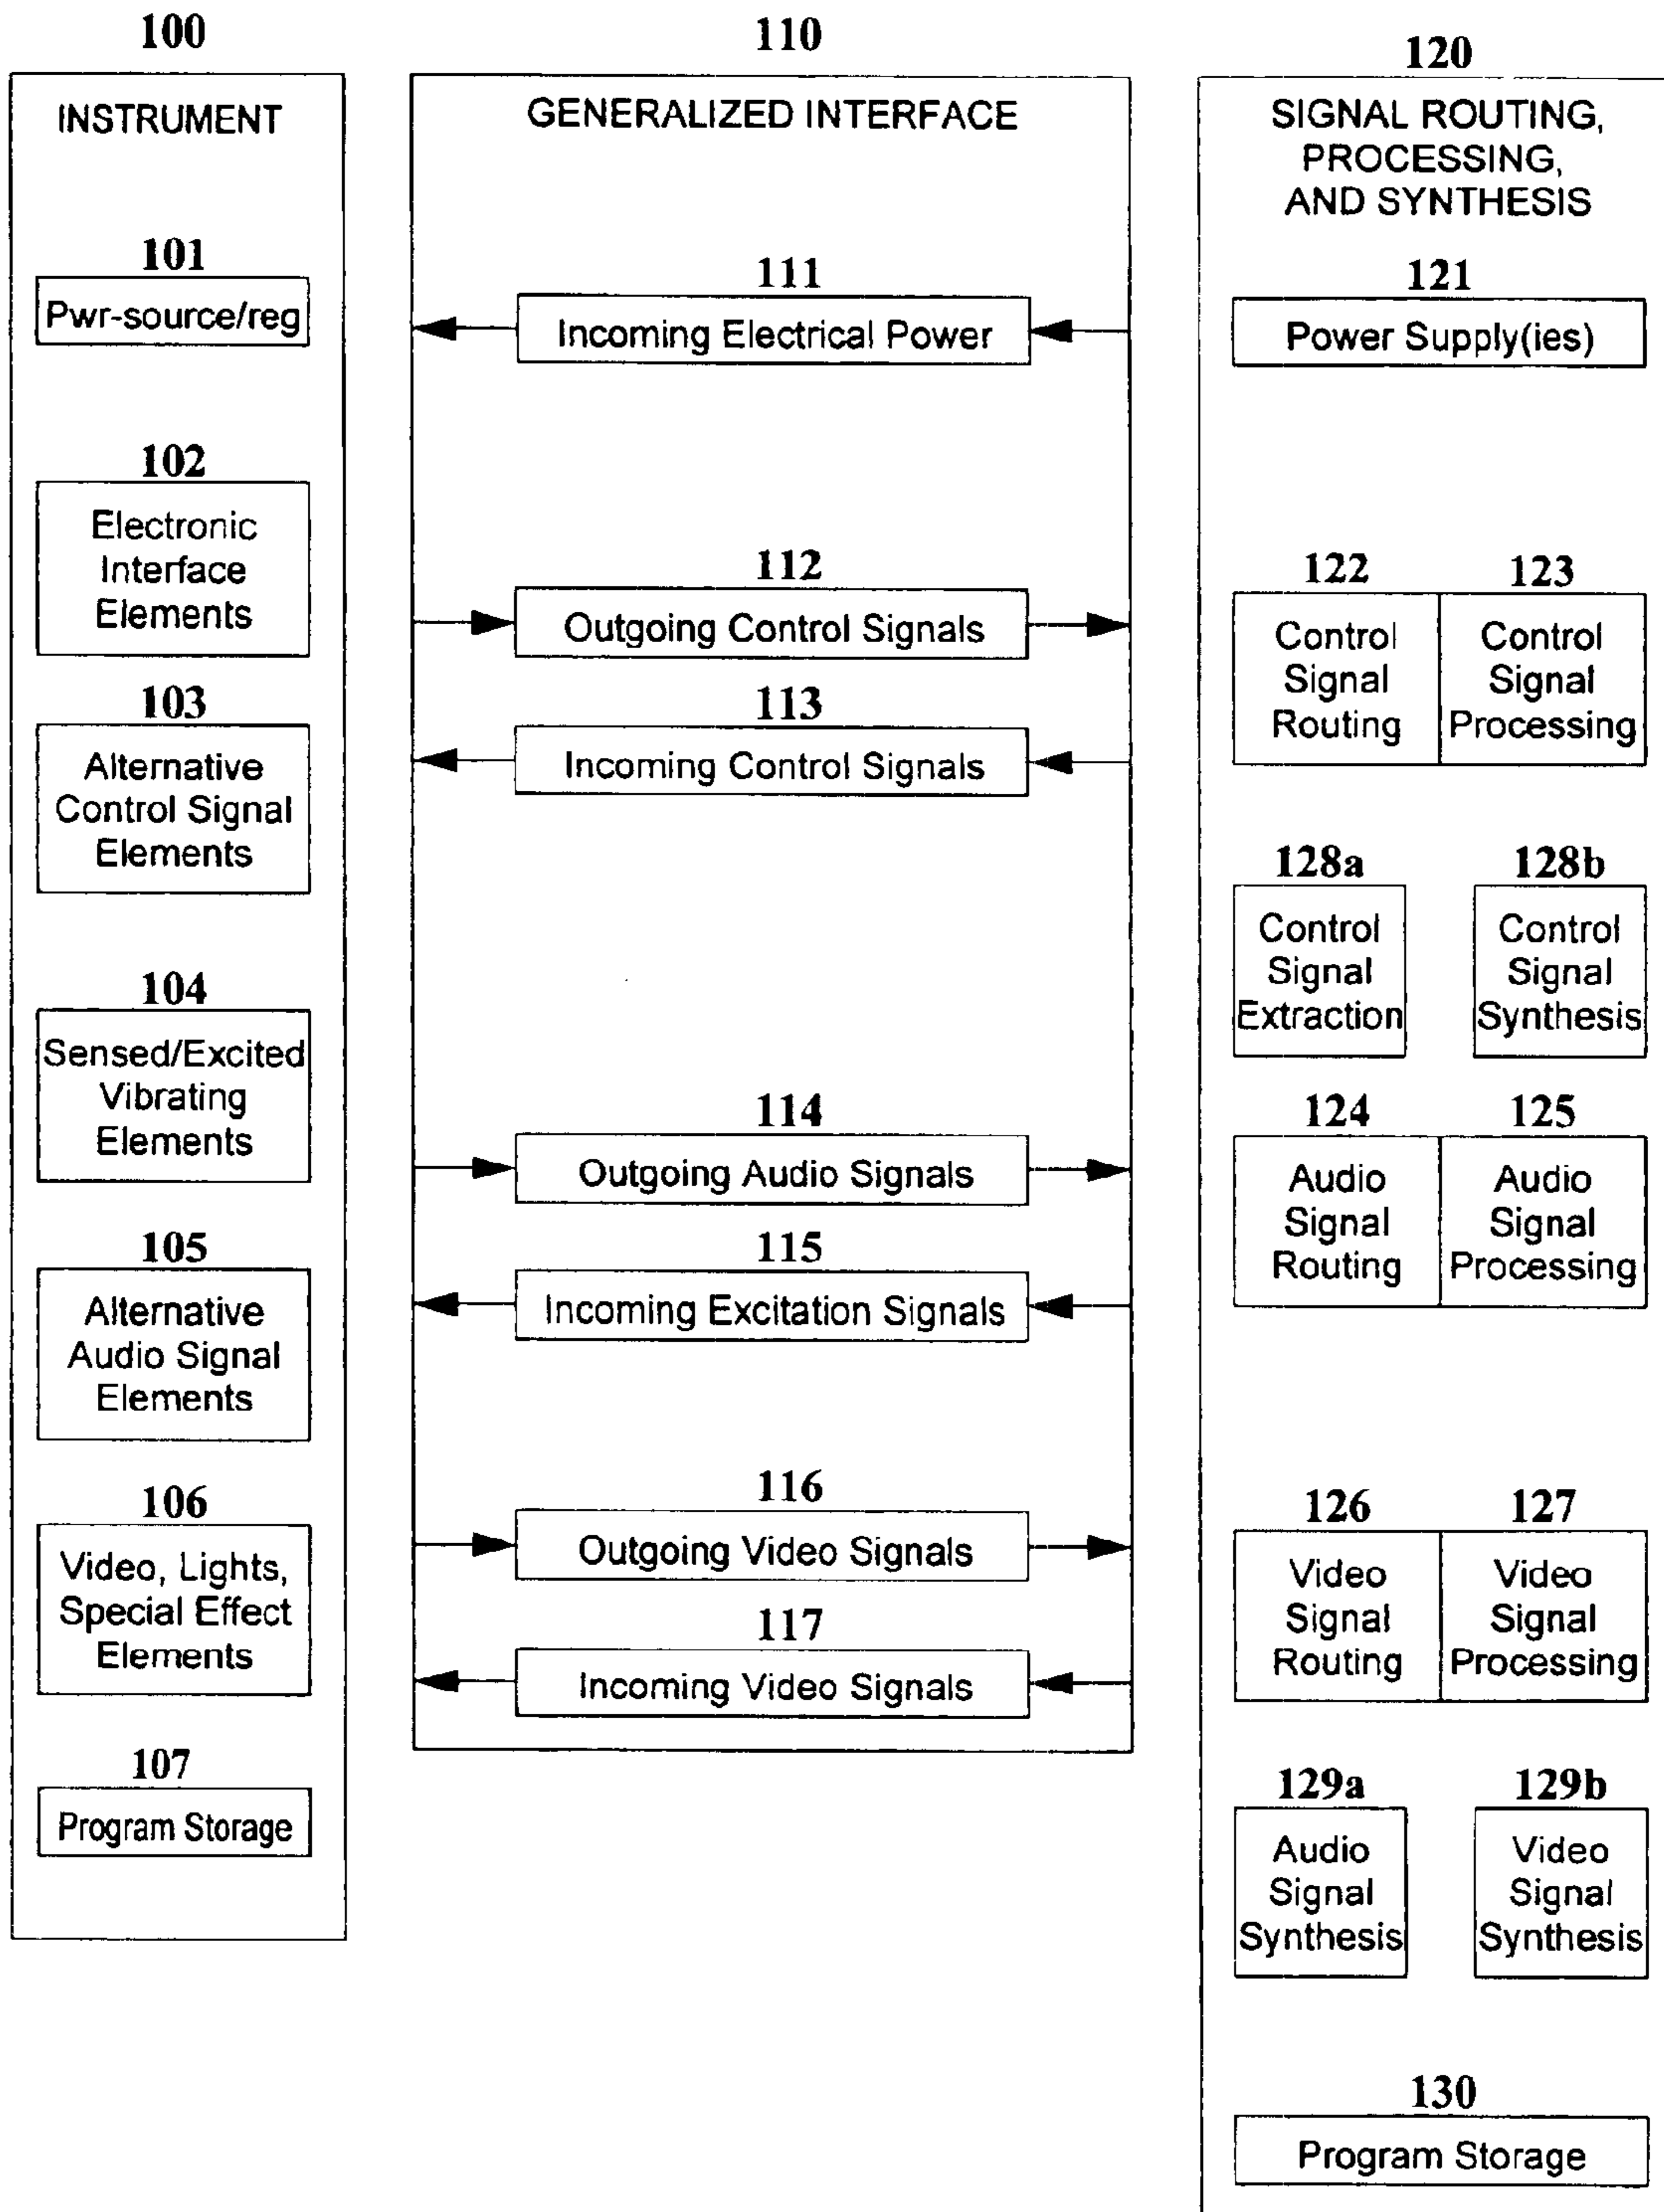 100
INSTRUMENT
101
Pwr-source/reg
102
Electronic
Interface
Elements
103
Alternative
Control Signal
Elements
104
Sensed/Excited
Vibrating
Elements
105
Alternative
Audio Signal
Elements
106
Video, Lights,
Special Effect
Elements
107
Program Storage
110
GENERALIZED INTERFACE
111
Incoming Electrical Power
112
Outgoing Control Signals
113
Incoming Control Signals
114
Outgoing Audio Signals
115
Incoming Excitation Signals
116
Outgoing Video Signals
117
Incoming Video Signals
120
SIGNAL ROUTING,
PROCESSING,
AND SYNTHESIS
121
Power Supply(ies)
122
Control
Signal
Routing
123
Control
Signal
Processing
128a
Control
Signal
Extraction
128b
Control
Signal
Synthesis
124
Audio
Signal
Routing
125
Audio
Signal
Processing
126
Video
Signal
Routing
127
Video
Signal
Processing
129a
Audio
Signal
Synthesis
129b
Video
Signal
Synthesis
130
Program Storage